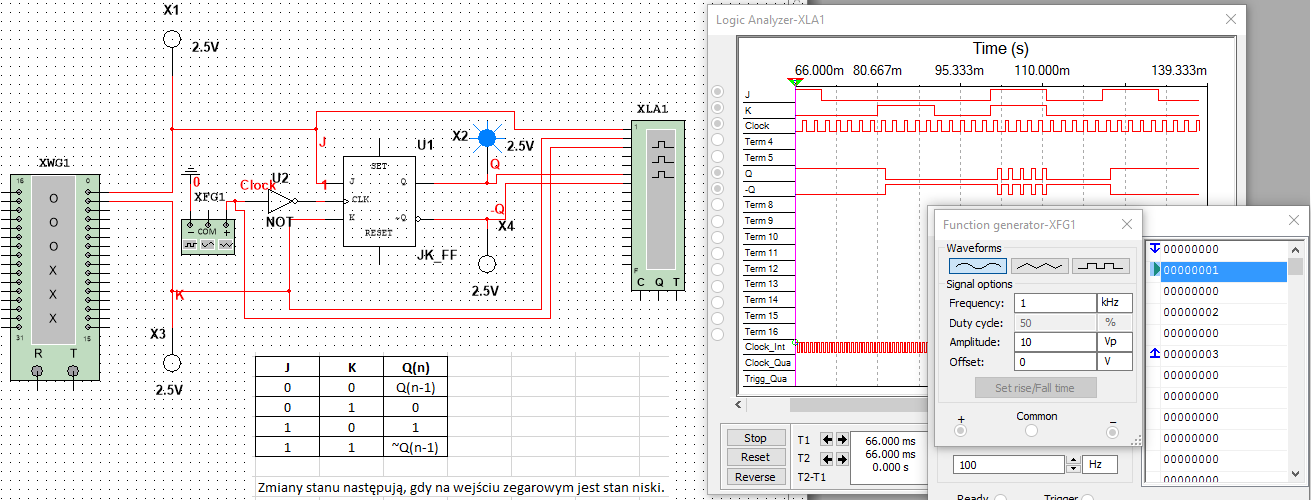 X1
2.5V
XWG1
16
0
O
O
O
X
X
X
31
15
R
T
X3
2.5V
K
0
XFG1
COM
Clock
U2
NOT
J
1
U1
SET
J
Q
CLK
K
~Q
RESET
JK_FF
X2
2.5V
Q
-Q
X4
2.5V
XLA1
1
F
C Q T
J K Q(n)
0 0 Q(n-1)
0 1 0
1 0 1
1 1 ~Q(n-1)
Zmiany stanu następują, gdy na wejściu zegarowym jest stan niski.
Logic Analyzer-XLA1
Time (s)
66.000m 80.667m 95.333m 110.000m 139.333m
J
K
Clock
Term 4
Term 5
Q
-Q
Term 8
Term 9
Term 10
Term 11
Term 12
Term 13
Term 14
Term 15
Term 16
Clock_Int
Clock_Qua
Trigg_Qua
Stop
Reset
Reverse
T1
T2
T2-T1
66.000 ms
66.000 ms
0.000 s
Function generator-XFG1
Waveforms
Signal options
Frequency: 1 kHz
Duty cycle: 50 %
Amplitude: 10 Vp
Offset: 0 V
Set rise/Fall time
+
Common
−
100 Hz
Ready
Trigger
00000000
00000001
00000000
00000002
00000000
00000003
00000000
00000000
00000000
00000000
00000000
00000000